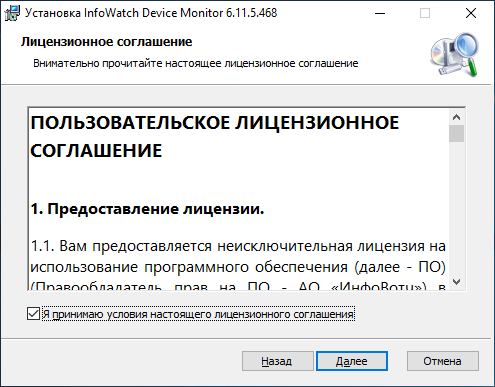 Установка InfoWatch Device Monitor 6.11.5.468
Лицензионное соглашение
Внимательно прочитайте настоящее лицензионное соглашение
ПОЛЬЗОВАТЕЛЬСКОЕ ЛИЦЕНЗИОННОЕ
СОГЛАШЕНИЕ
1. Предоставление лицензии.
1.1. Вам предоставляется неисключительная лицензия на
использование программного обеспечения (далее - ПО)
(Правообладатель прав на ПО - АО «ИнфоВотч») в
Я принимаю условия настоящего лицензионного соглашения
Назад
Далее
Отмена